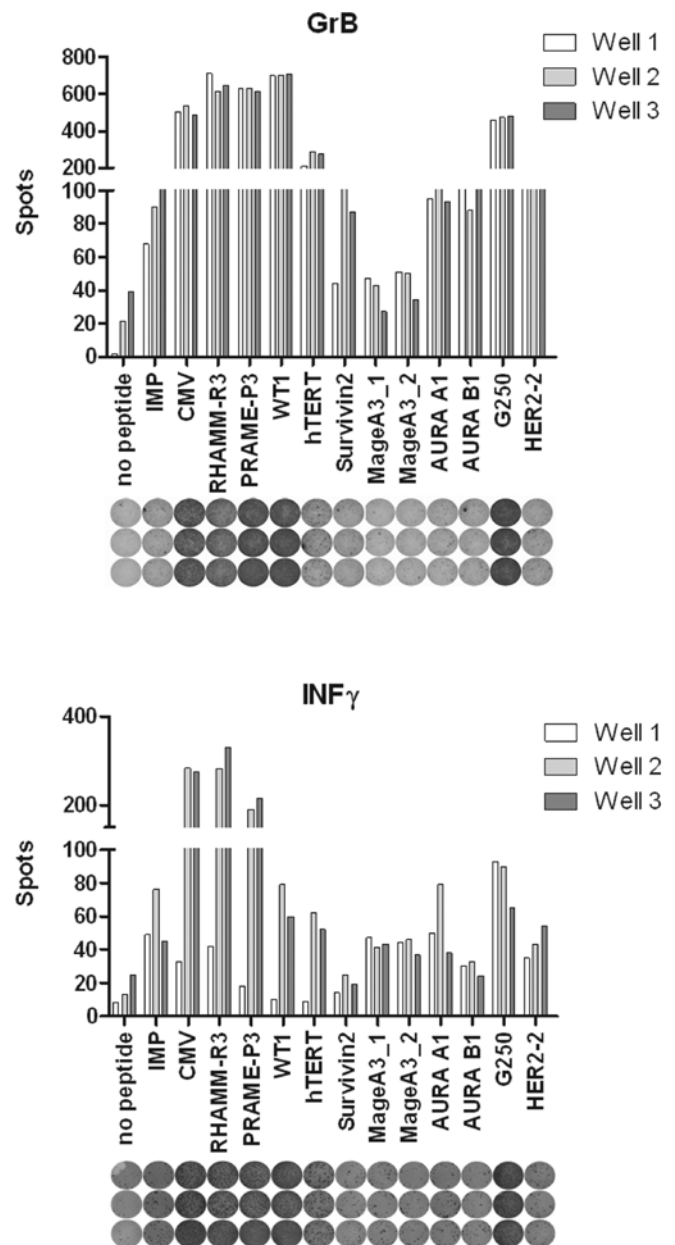 GrB
Well 1
Well 2
Well 3
800
600
400
200
100
80
60
40
20
0
Spots
no peptide
IMP
CMV
RHAMM-R3
PRAME-P3
WT1
hTERT
Survivin2
MageA3_1
MageA3_2
AURA A1
AURA B1
G250
HER2-2
INFγ
Well 1
Well 2
Well 3
400
200
100
80
60
40
20
0
Spots
no peptide
IMP
CMV
RHAMM-R3
PRAME-P3
WT1
hTERT
Survivin2
MageA3_1
MageA3_2
AURA A1
AURA B1
G250
HER2-2